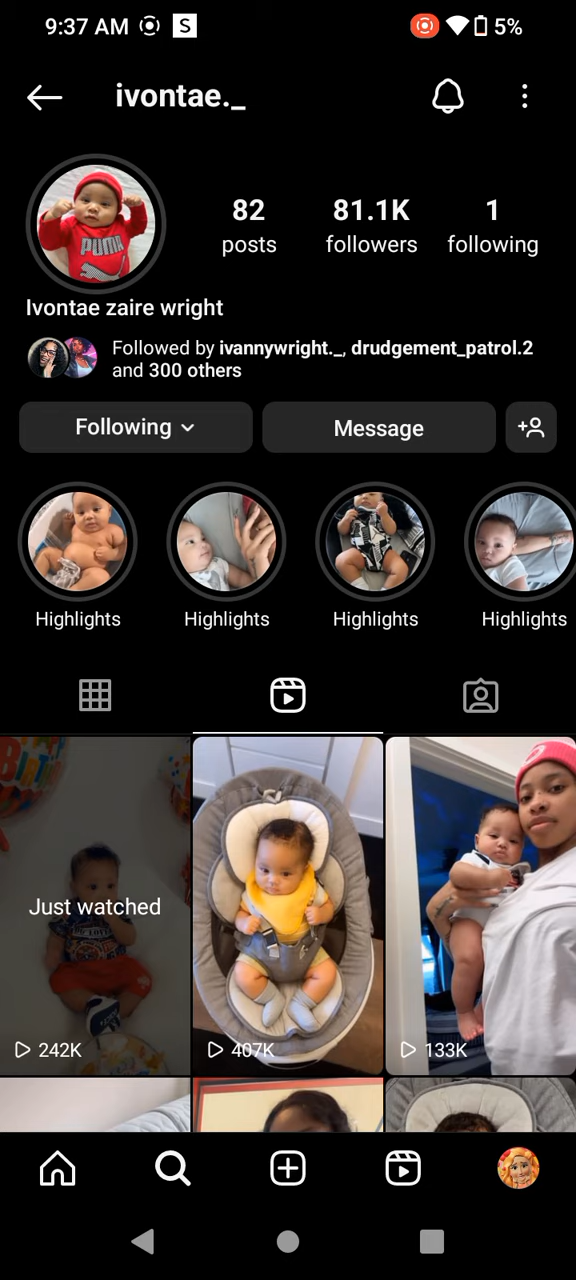 9:37 AM S 5%
ivontae._
82 81.1K 1
posts followers following
PUMA
Ivontae zaire wright
Followed by ivannywright._, drudgement_patrol.2
and 300 others
Following Message
Highlights Highlights Highlights Highlights
Just watched
242K 407K 133K